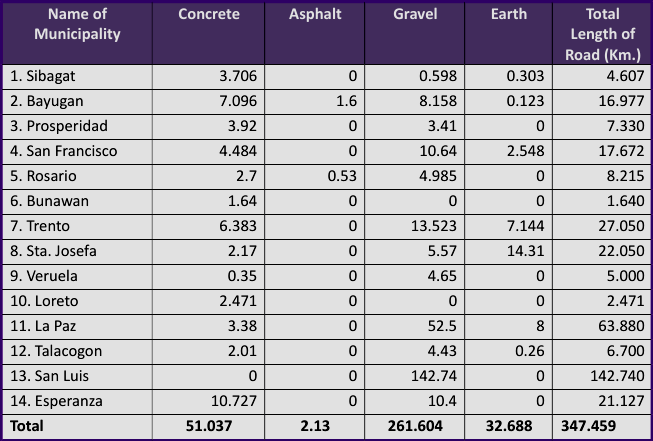 Name of Municipality Concrete Asphalt Gravel Earth Total Length of Road (Km.)
1. Sibagat 3.706 0 0.598 0.303 4.607
2. Bayugan 7.096 1.6 8.158 0.123 16.977
3. Prosperidad 3.92 0 3.41 0 7.330
4. San Francisco 4.484 0 10.64 2.548 17.672
5. Rosario 2.7 0.53 4.985 0 8.215
6. Bunawan 1.64 0 0 0 1.640
7. Trento 6.383 0 13.523 7.144 27.050
8. Sta. Josefa 2.17 0 5.57 14.31 22.050
9. Veruela 0.35 0 4.65 0 5.000
10. Loreto 2.471 0 0 0 2.471
11. La Paz 3.38 0 52.5 8 63.880
12. Talacogon 2.01 0 4.43 0.26 6.700
13. San Luis 0 0 142.74 0 142.740
14. Esperanza 10.727 0 10.4 0 21.127
Total 51.037 2.13 261.604 32.688 347.459